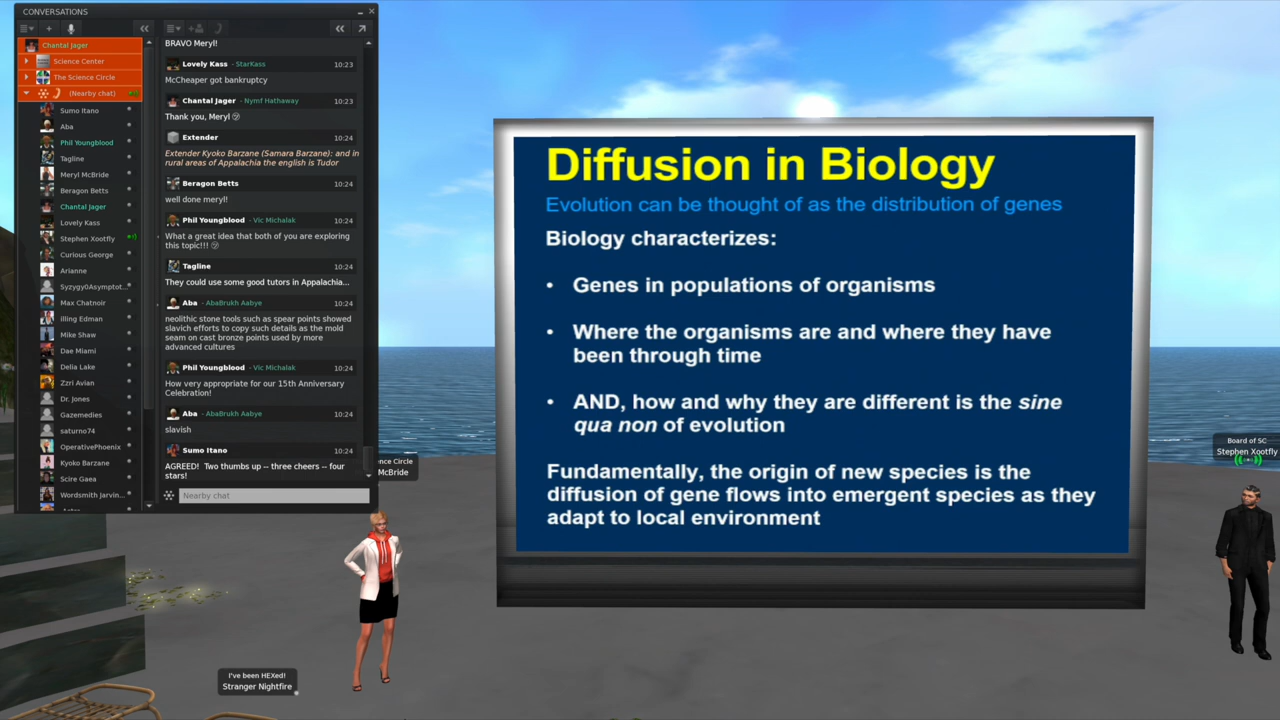 CONVERSATIONS
Chantal Jager
Science Center
The Science Circle
(Nearby chat)
Sumo Itano
Aba
Phil Youngblood
Tagline
Meryl McBride
Beragon Betts
Chantal Jager
Lovely Kass
Stephen Xootfly
Curious George
Arianne
Syzygy0Asymptot...
Max Chatnoir
illing Edman
Mike Shaw
Dae Miami
Delia Lake
Zzri Avian
Dr. Jones
Gazemedies
saturno74
OperativePhoenix
Kyoko Barzane
Scire Gaea
Wordsmith Jarvin...
BRAVO Meryl!
Lovely Kass - StarKass 10:23
McCheaper got bankruptcy
Chantal Jager - Nymf Hathaway 10:23
Thank you, Meryl
Extender 10:24
Extender Kyoko Barzane (Samara Barzane): and in
rural areas of Appalachia the english is Tudor
Beragon Betts 10:24
well done meryl!
Phil Youngblood - Vic Michalak 10:24
What a great idea that both of you are exploring
this topic!!!
Tagline 10:24
They could use some good tutors in Appalachia...
Aba - AbaBrukh Aabye 10:24
neolithic stone tools such as spear points showed
slavich efforts to copy such details as the mold
seam on cast bronze points used by more
advanced cultures
Phil Youngblood - Vic Michalak 10:24
How very appropriate for our 15th Anniversary
Celebration!
Aba - AbaBrukh Aabye 10:24
slavish
Sumo Itano 10:24
AGREED! Two thumbs up -- three cheers -- four
stars!
Nearby chat
Diffusion in Biology
Evolution can be thought of as the distribution of genes
Biology characterizes:
• Genes in populations of organisms
• Where the organisms are and where they have
been through time
• AND, how and why they are different is the sine
qua non of evolution
Fundamentally, the origin of new species is the
diffusion of gene flows into emergent species as they
adapt to local environment
ence Circle
McBride
Board of SC
Stephen Xootfly
I've been HEXed!
Stranger Nightfire